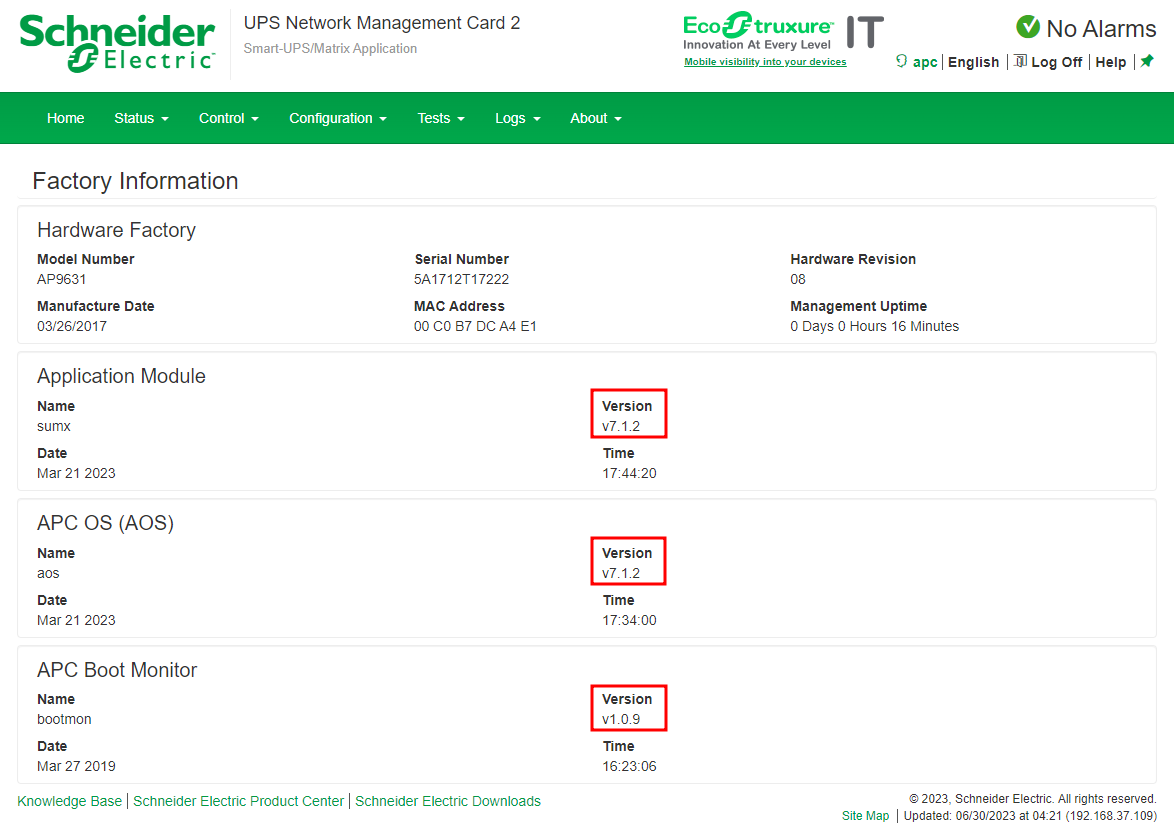 Schneider Electric
UPS Network Management Card 2
Smart-UPS/Matrix Application
EcoStruxure™ IT
Innovation At Every Level
Mobile visibility into your devices
No Alarms
apc | English | Log Off | Help |
Home Status Control Configuration Tests Logs About
Factory Information
Hardware Factory
Model Number Serial Number Hardware Revision
AP9631 5A1712T17222 08
Manufacture Date MAC Address Management Uptime
03/26/2017 00 C0 B7 DC A4 E1 0 Days 0 Hours 16 Minutes
Application Module
Name Version
sumx v7.1.2
Date Time
Mar 21 2023 17:44:20
APC OS (AOS)
Name Version
aos v7.1.2
Date Time
Mar 21 2023 17:34:00
APC Boot Monitor
Name Version
bootmon v1.0.9
Date Time
Mar 27 2019 16:23:06
Knowledge Base | Schneider Electric Product Center | Schneider Electric Downloads
© 2023, Schneider Electric. All rights reserved.
Site Map | Updated: 06/30/2023 at 04:21 (192.168.37.109)